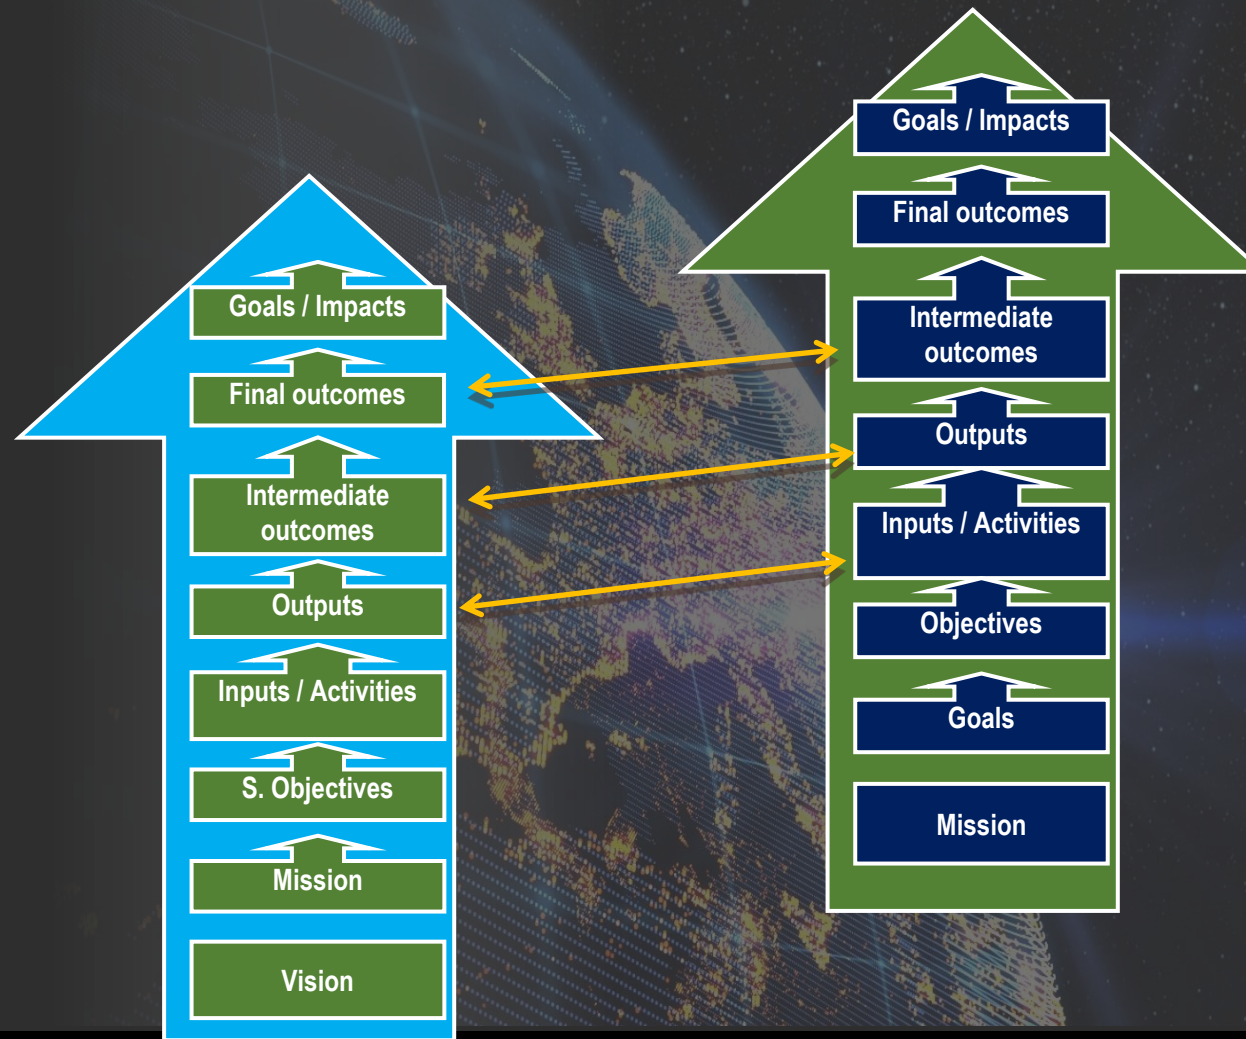 Goals / Impacts
Final outcomes
Intermediate
outcomes
Outputs
Inputs / Activities
S. Objectives
Mission
Vision
Goals / Impacts
Final outcomes
Intermediate
outcomes
Outputs
Inputs / Activities
Objectives
Goals
Mission